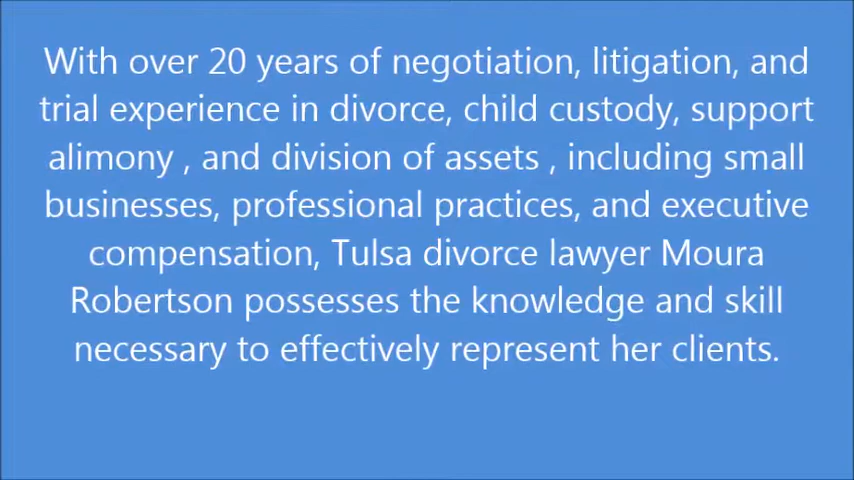 With over 20 years of negotiation, litigation, and
trial experience in divorce, child custody, support
alimony , and division of assets , including small
businesses, professional practices, and executive
compensation, Tulsa divorce lawyer Moura
Robertson possesses the knowledge and skill
necessary to effectively represent her clients.